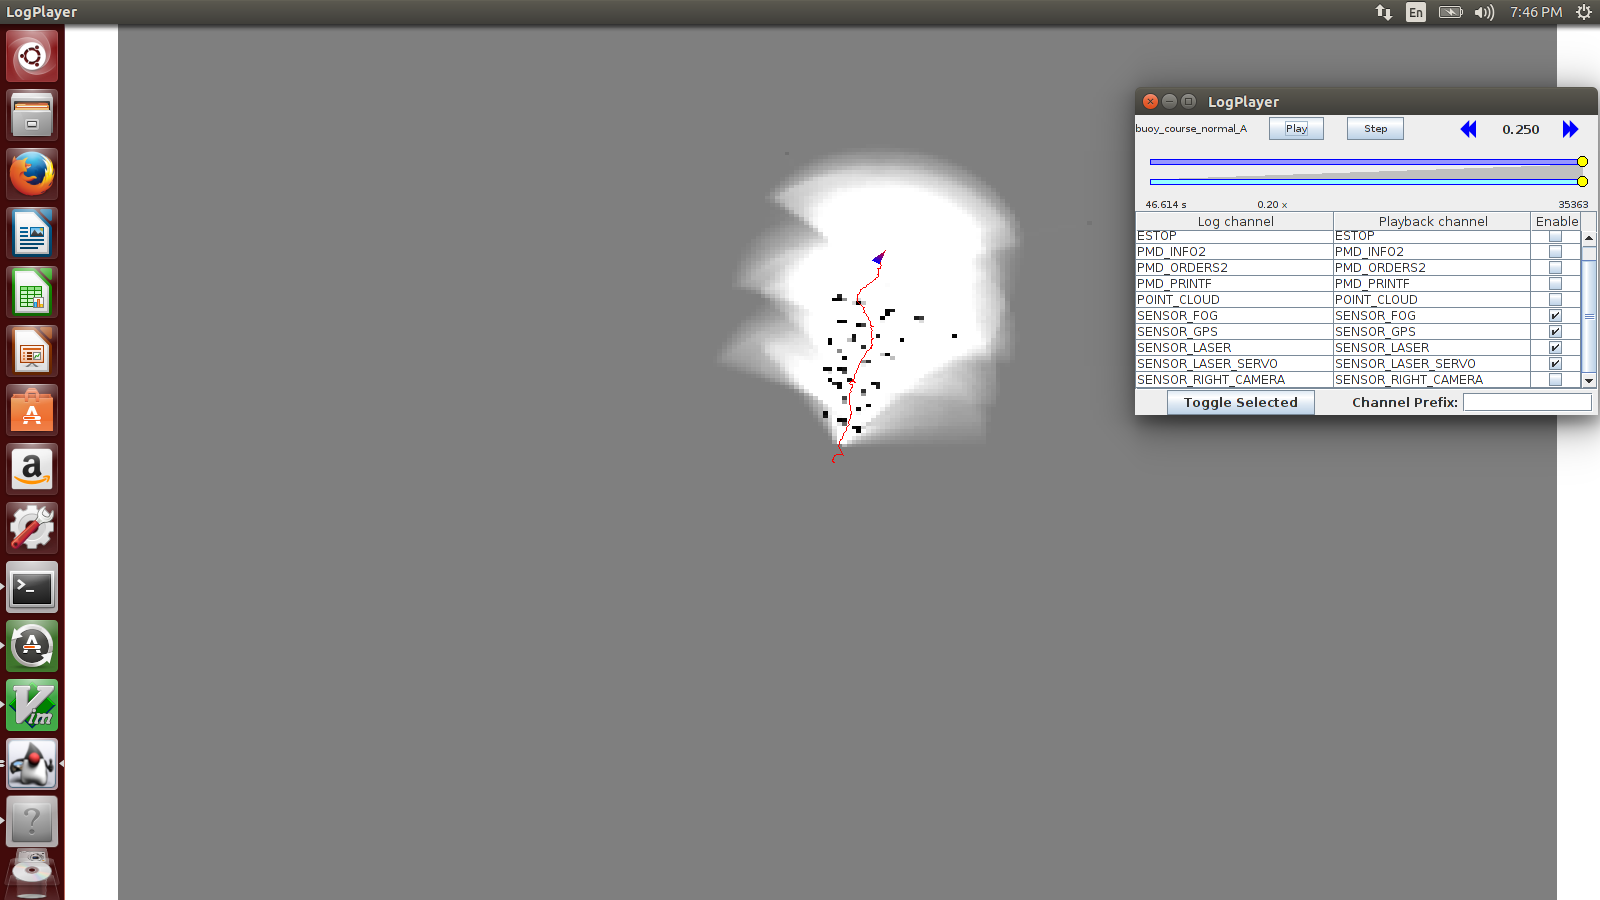 LogPlayer
En
7:46 PM
LogPlayer
buoy_course_normal_A Play Step 0.250
46.614 s 0.20 x 35363
Log channel Playback channel Enable
ESTOP ESTOP
PMD_INFO2 PMD_INFO2
PMD_ORDERS2 PMD_ORDERS2
PMD_PRINTF PMD_PRINTF
POINT_CLOUD POINT_CLOUD
SENSOR_FOG SENSOR_FOG
SENSOR_GPS SENSOR_GPS
SENSOR_LASER SENSOR_LASER
SENSOR_LASER_SERVO SENSOR_LASER_SERVO
SENSOR_RIGHT_CAMERA SENSOR_RIGHT_CAMERA
Toggle Selected Channel Prefix:
a
>_
A
Vim
?